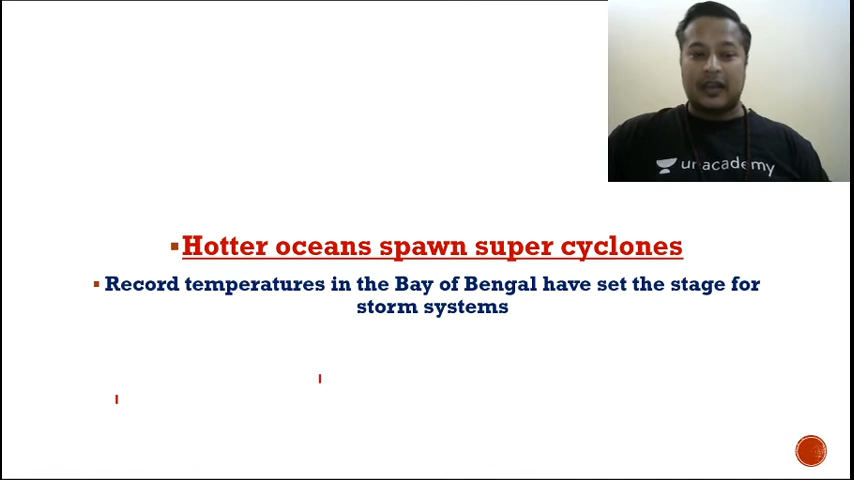 unacademy
Hotter oceans spawn super cyclones
Record temperatures in the Bay of Bengal have set the stage for
storm systems